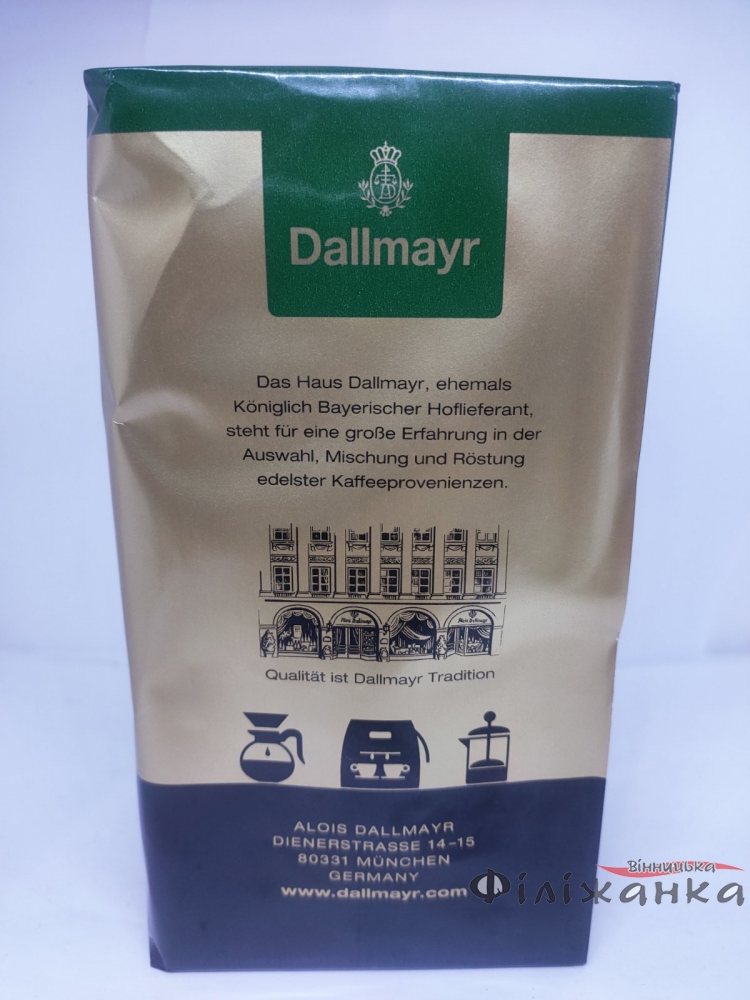 Dallmayr
Das Haus Dallmayr, ehemals
Königlich Bayerischer Hoflieferant,
steht für eine große Erfahrung in der
Auswahl, Mischung und Röstung
edelster Kaffeeprovenienzen.
Qualität ist Dallmayr Tradition
ALOIS DALLMAYR
DIENERSTRASSE 14-15
80331 MÜNCHEN
GERMANY
www.dallmayr.com
Вінницька
Філіжанка